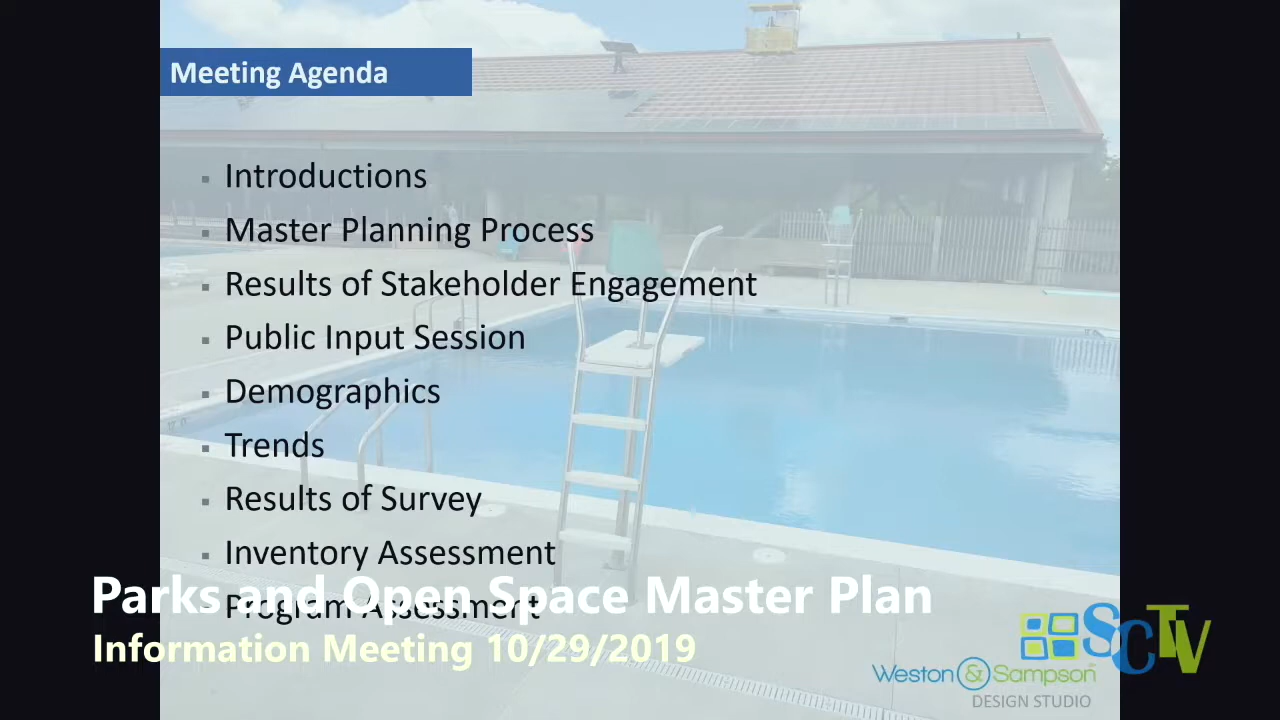 Meeting Agenda
Introductions
Master Planning Process
Results of Stakeholder Engagement
Public Input Session
Demographics
Trends
Results of Survey
Inventory Assessment
Program Assessment
Parks and Open Space Master Plan
Information Meeting 10/29/2019
SCTV
Weston & Sampson
DESIGN STUDIO